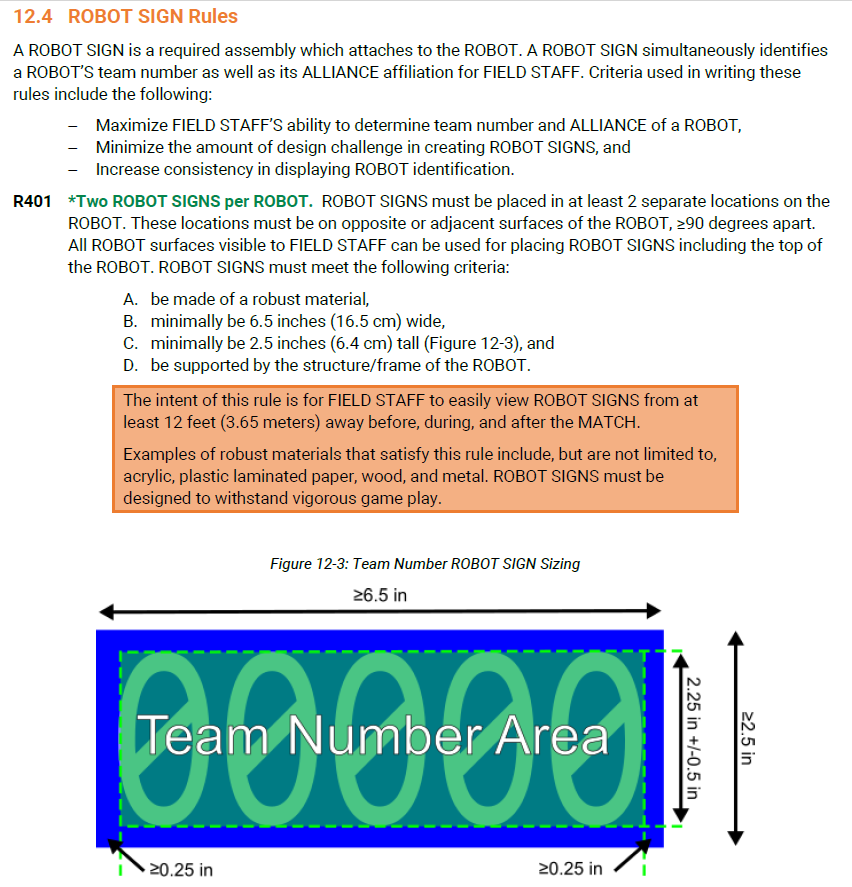 12.4 ROBOT SIGN Rules
A ROBOT SIGN is a required assembly which attaches to the ROBOT. A ROBOT SIGN simultaneously identifies
a ROBOT'S team number as well as its ALLIANCE affiliation for FIELD STAFF. Criteria used in writing these
rules include the following:
– Maximize FIELD STAFF'S ability to determine team number and ALLIANCE of a ROBOT,
– Minimize the amount of design challenge in creating ROBOT SIGNS, and
– Increase consistency in displaying ROBOT identification.
R401 *Two ROBOT SIGNS per ROBOT. ROBOT SIGNS must be placed in at least 2 separate locations on the
ROBOT. These locations must be on opposite or adjacent surfaces of the ROBOT, ≥90 degrees apart.
All ROBOT surfaces visible to FIELD STAFF can be used for placing ROBOT SIGNS including the top of
the ROBOT. ROBOT SIGNS must meet the following criteria:
A. be made of a robust material,
B. minimally be 6.5 inches (16.5 cm) wide,
C. minimally be 2.5 inches (6.4 cm) tall (Figure 12-3), and
D. be supported by the structure/frame of the ROBOT.
The intent of this rule is for FIELD STAFF to easily view ROBOT SIGNS from at
least 12 feet (3.65 meters) away before, during, and after the MATCH.
Examples of robust materials that satisfy this rule include, but are not limited to,
acrylic, plastic laminated paper, wood, and metal. ROBOT SIGNS must be
designed to withstand vigorous game play.
Figure 12-3: Team Number ROBOT SIGN Sizing
≥6.5 in
00000
Team Number Area
2.25 in +/-0.5 in
≥2.5 in
≥0.25 in
≥0.25 in